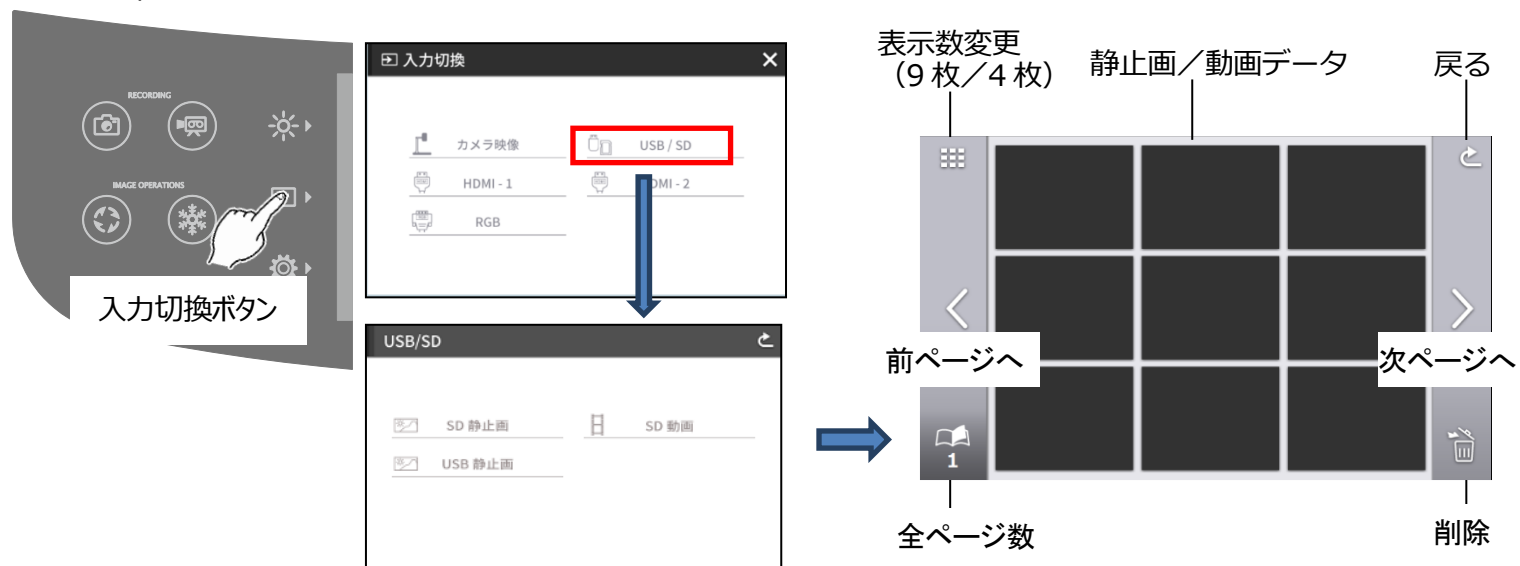 RECORDING
IMAGE OPERATIONS
入力切換ボタン
入力切換
カメラ映像
USB / SD
HDMI - 1
RGB
USB/SD
SD 静止画
SD 動画
USB 静止画
表示数変更
（9 枚／4 枚）
静止画／動画データ
戻る
前ページへ
次ページへ
1
全ページ数
削除